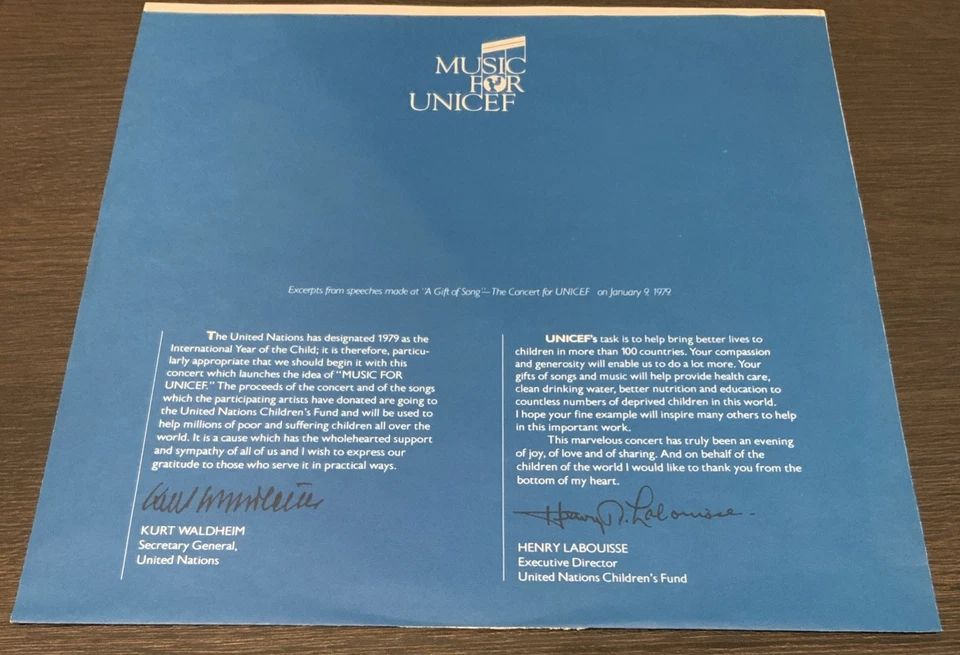 MUSIC
FOR
UNICEF
Excerpts from speeches made at "A Gift of Song"—The Concert for UNICEF on January 9, 1979.
The United Nations has designated 1979 as the
International Year of the Child; it is therefore, particu-
larly appropriate that we should begin it with this
concert which launches the idea of "MUSIC FOR
UNICEF." The proceeds of the concert and of the songs
which the participating artists have donated are going to
the United Nations Children's Fund and will be used to
help millions of poor and suffering children all over the
world. It is a cause which has the wholehearted support
and sympathy of all of us and I wish to express our
gratitude to those who serve it in practical ways.
Kurt Waldheim
KURT WALDHEIM
Secretary General,
United Nations
UNICEF's task is to help bring better lives to
children in more than 100 countries. Your compassion
and generosity will enable us to do a lot more. Your
gifts of songs and music will help provide health care,
clean drinking water, better nutrition and education to
countless numbers of deprived children in this world.
I hope your fine example will inspire many others to help
in this important work.
This marvelous concert has truly been an evening
of joy, of love and of sharing. And on behalf of the
children of the world I would like to thank you from the
bottom of my heart.
Henry R. Labouisse
HENRY LABOUISSE
Executive Director
United Nations Children's Fund